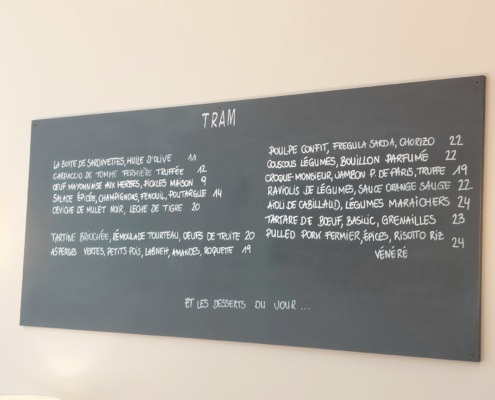 TRAM
LA BOITE DE SARDINETTES, HUILE D'OLIVE 11
CARPACCIO DE TOMME FERMIÈRE TRUFFÉE 12
OEUF MAYONNAISE AUX HERBES, PICKLES MAISON 9
SALADE ÉPICÉE, CHAMPIGNONS, FENOUIL, POUTARGUE 14
CEVICHE DE MULET NOIR, LECHE DE TIGRE 20
TARTINE BRIOCHÉE, RÉMOULADE TOURTEAU, OEUFS DE TRUITE 20
ASPERGES VERTES, PETITS POIS, LABNEH, AMANDES, ROQUETTE 19
POULPE CONFIT, FREGULA SARDA, CHORIZO 22
COUSCOUS LÉGUMES, BOUILLON PARFUMÉ 22
CROQUE-MONSIEUR, JAMBON P. DE PARIS, TRUFFE 19
RAVIOLIS DE LÉGUMES, SAUCE ORANGE SAUGE 22
AIOLI DE CABILLAUD, LÉGUMES MARAICHERS 24
TARTARE DE BOEUF, BASILIC, GRENAILLES 23
PULLED PORK FERMIER, ÉPICES, RISOTTO RIZ 24
VÉNÉRÉ
ET LES DESSERTS DU JOUR...